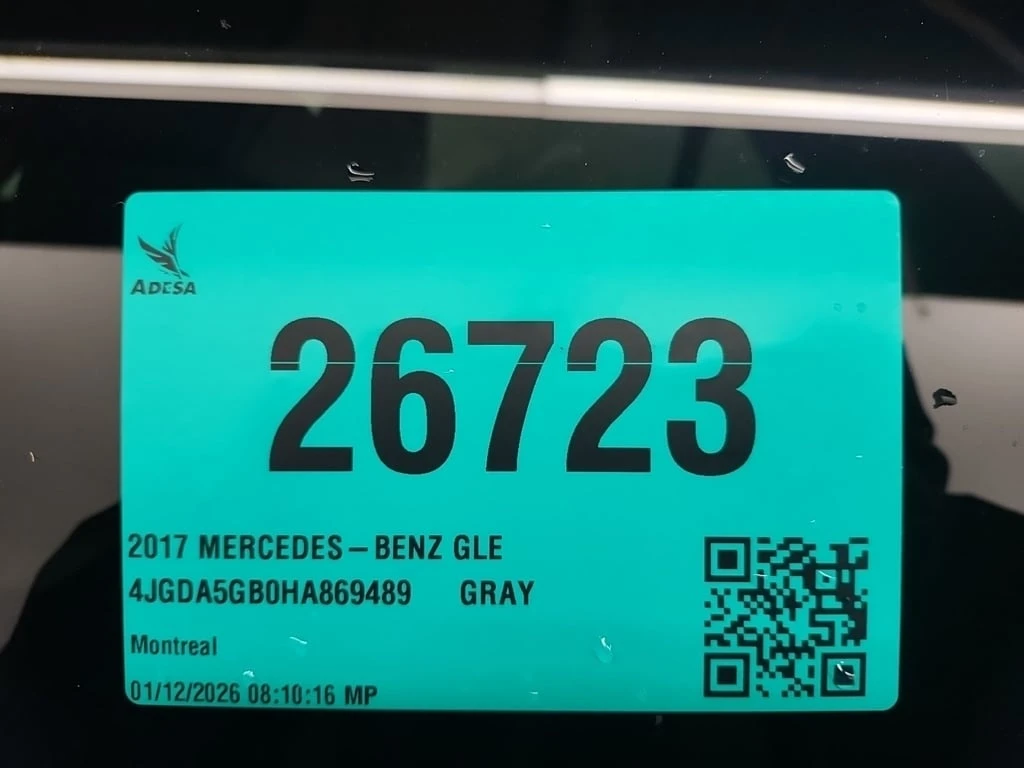 ADESA
26723
2017 MERCEDES-BENZ GLE
4JGDA5GB0HA869489 GRAY
Montreal
01/12/2026 08:10:16 MP